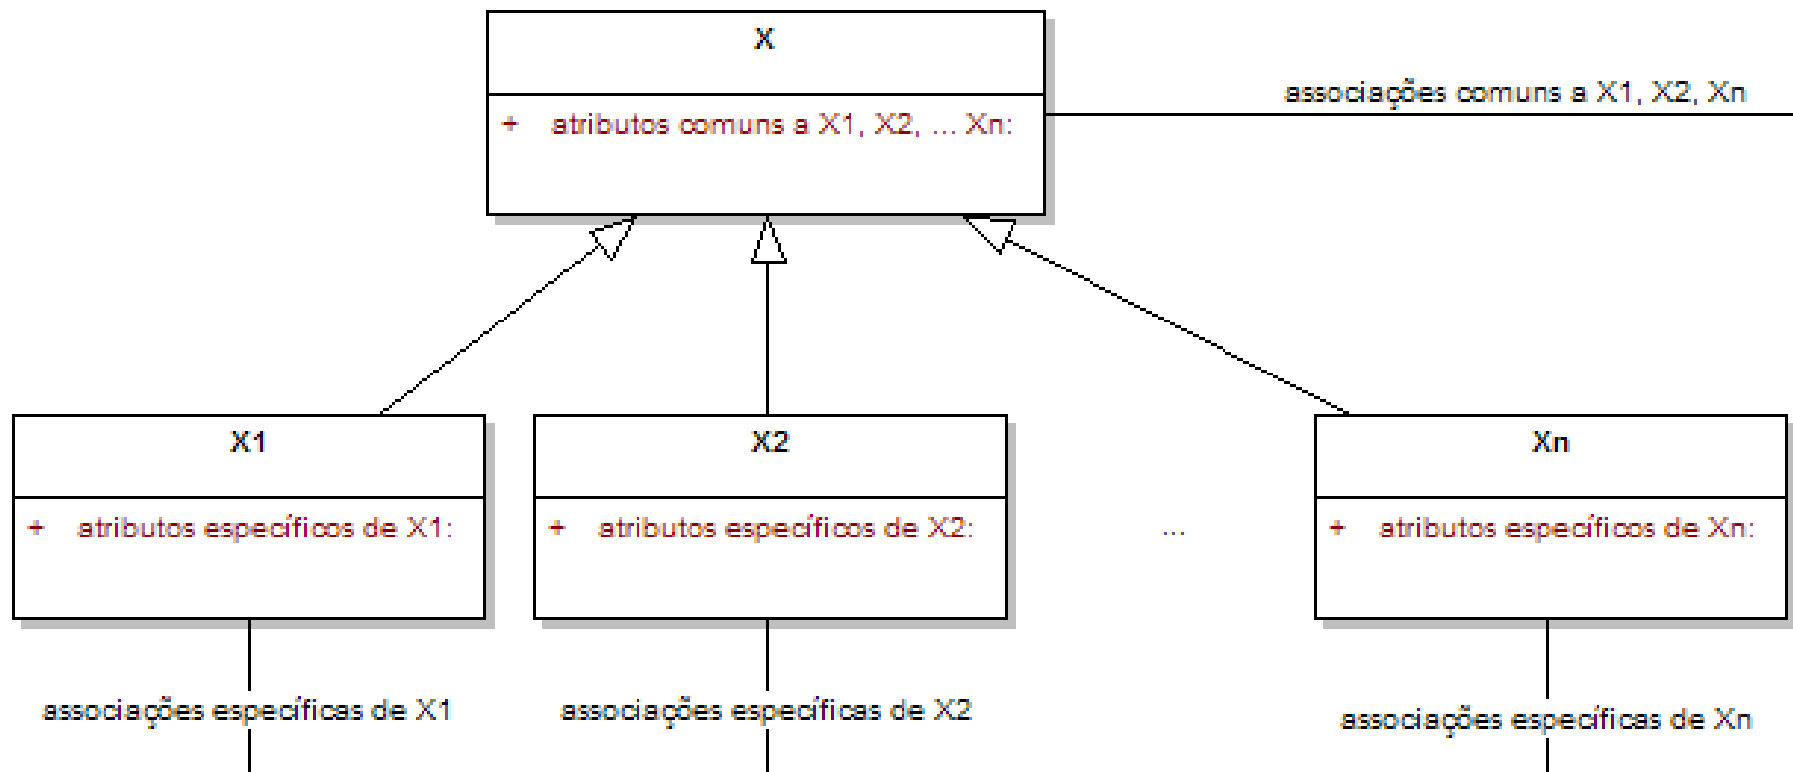 X
associações comuns a X1, X2, Xn
+ atributos comuns a X1, X2, ... Xn:
X1
X2
Xn
+ atributos específicos de X1:
+ atributos específicos de X2:
...
+ atributos específicos de Xn:
associações específicas de X1
associações específicas de X2
associações específicas de Xn